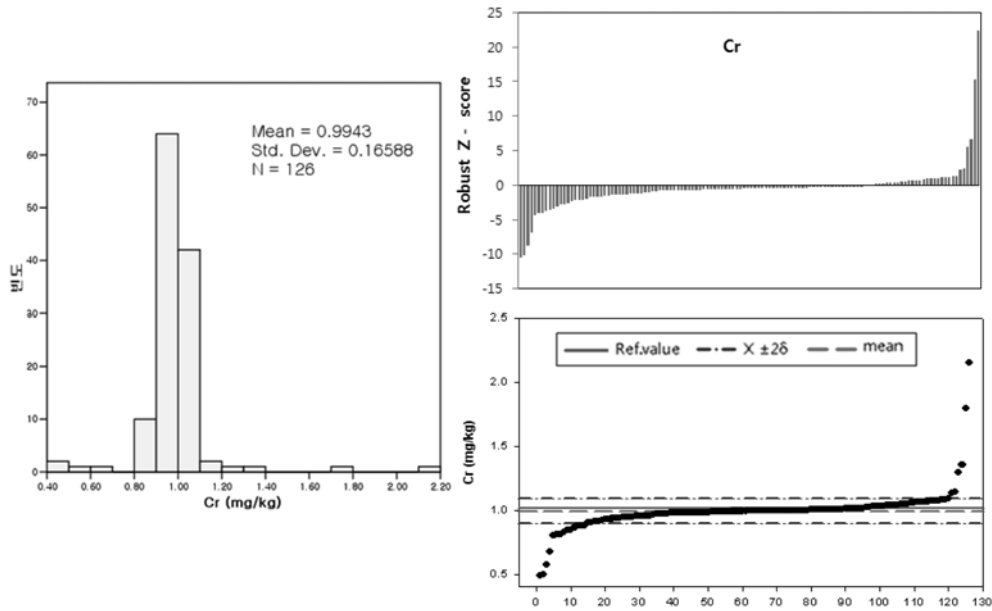 70
60
50
40
30
20
10
0
빈도
Mean = 0.9943
Std. Dev. = 0.16588
N = 126
0.40 0.60 0.80 1.00 1.20 1.40 1.60 1.80 2.00 2.20
Cr (mg/kg)
25
20
15
10
5
0
-5
-10
-15
Robust Z - score
Cr
2.5
2.0
1.5
1.0
0.5
Cr (mg/kg)
Ref.value X ±2δ mean
0 10 20 30 40 50 60 70 80 90 100 110 120 130